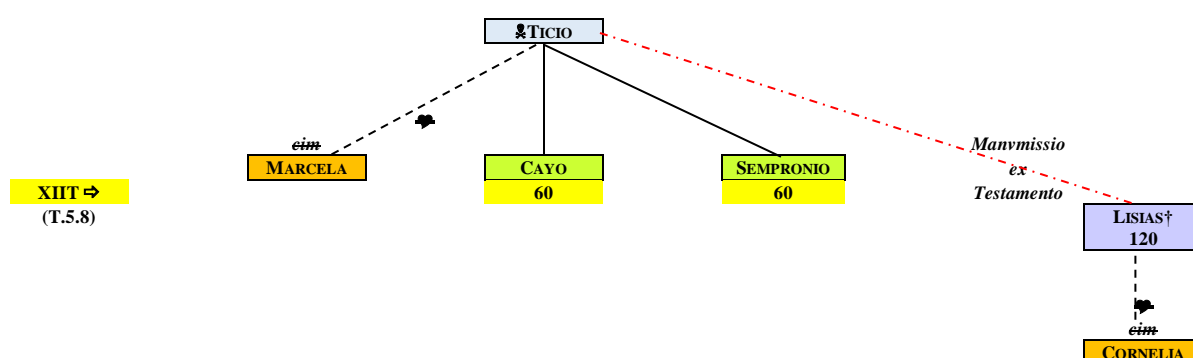 ☠TICIO
cim
MARCELA
CAYO
SEMPRONIO
Manvmissio
ex
Testamento
XIIT ⇨
60
60
(T.5.8)
LISIAS†
120
cim
CORNELIA